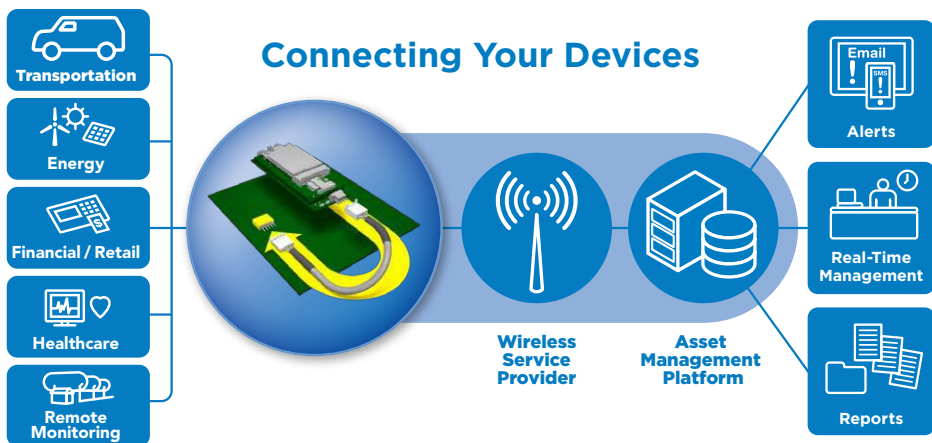 Connecting Your Devices
Transportation
Energy
Financial / Retail
Healthcare
Remote
Monitoring
Wireless
Service
Provider
Asset
Management
Platform
Email
!
SMS
!
Alerts
Real-Time
Management
Reports